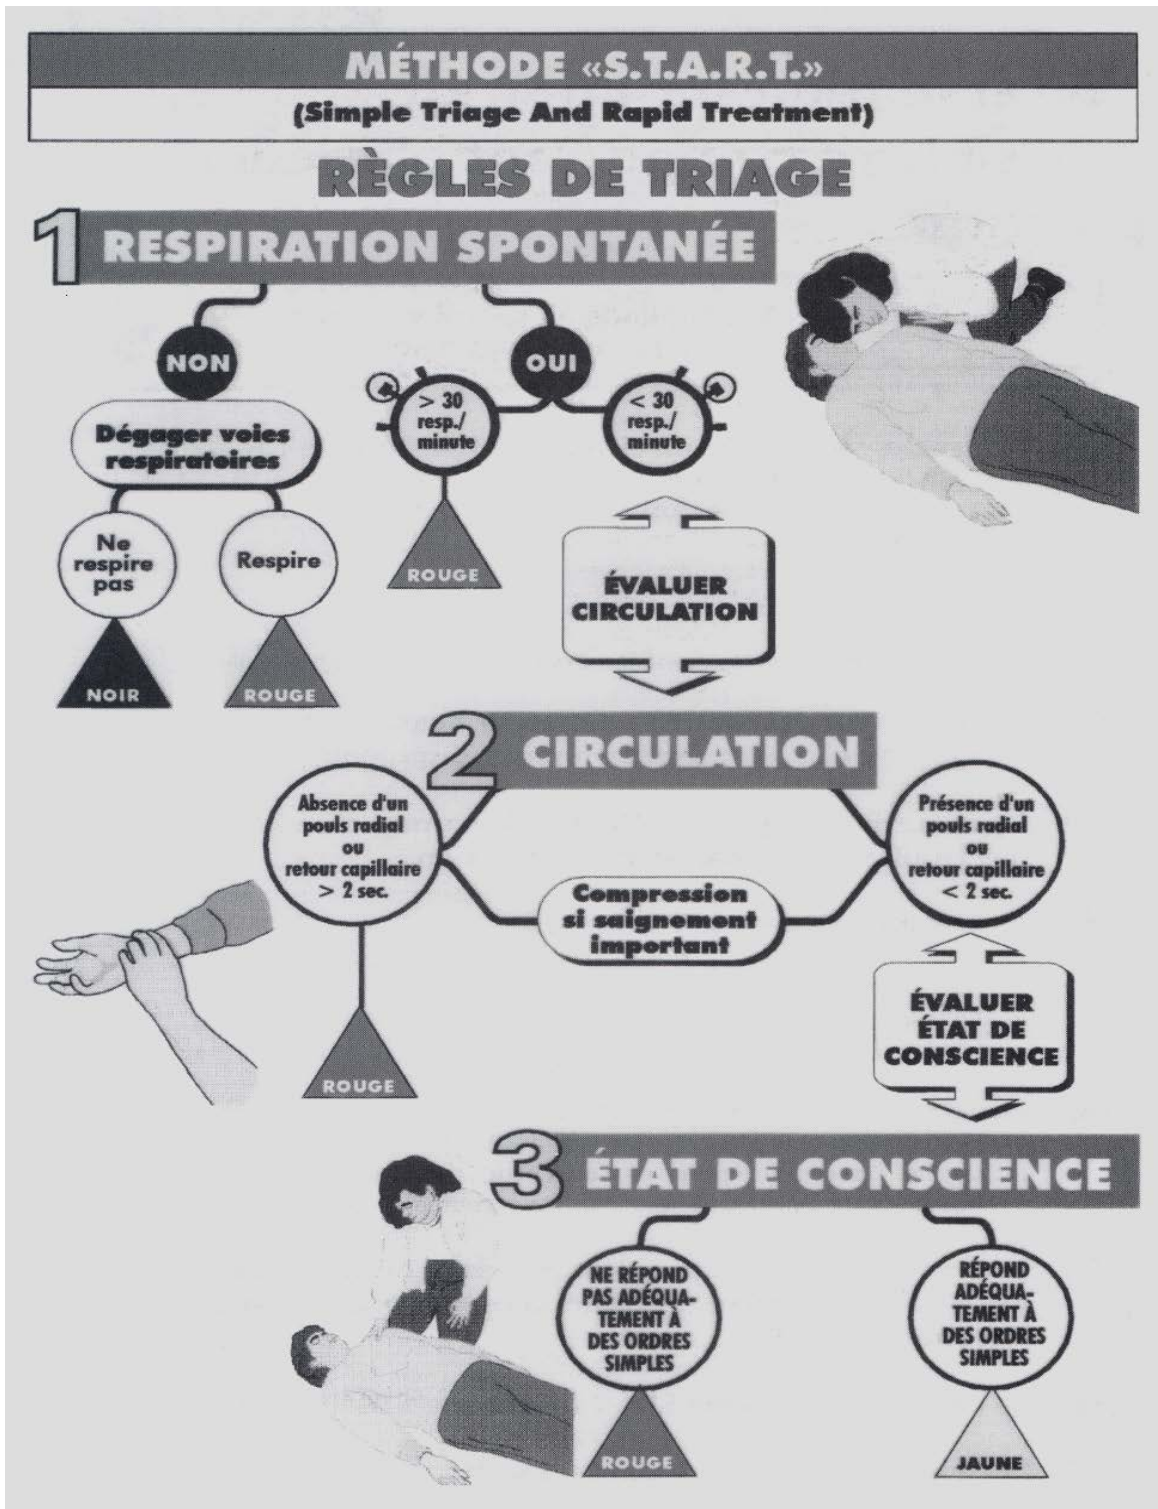 MÉTHODE «S.T.A.R.T.»
(Simple Triage And Rapid Treatment)
RÈGLES DE TRIAGE
1 RESPIRATION SPONTANÉE
NON
OUI
Dégager voies
respiratoires
> 30
resp./
minute
< 30
resp./
minute
Ne
respire
pas
Respire
ROUGE
ÉVALUER
CIRCULATION
NOIR
ROUGE
2 CIRCULATION
Absence d'un
pouls radial
ou
retour capillaire
> 2 sec.
Présence d'un
pouls radial
ou
retour capillaire
< 2 sec.
Compression
si saignement
important
ÉVALUER
ÉTAT DE
CONSCIENCE
ROUGE
3 ÉTAT DE CONSCIENCE
NE RÉPOND
PAS ADÉQUA-
TEMENT À
DES ORDRES
SIMPLES
RÉPOND
ADÉQUA-
TEMENT À
DES ORDRES
SIMPLES
ROUGE
JAUNE